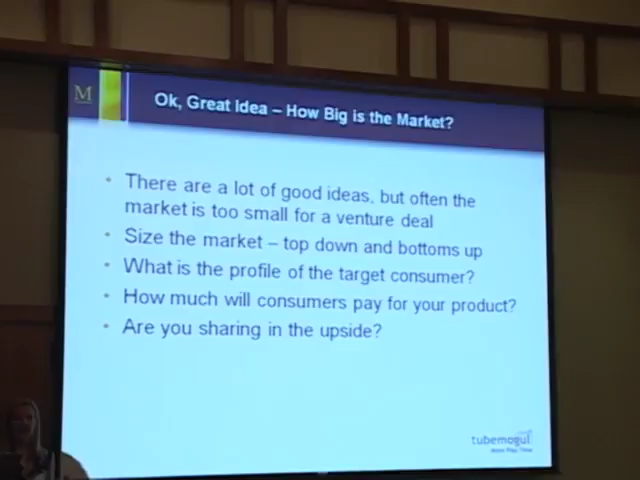 M
Ok, Great Idea – How Big is the Market?
• There are a lot of good ideas, but often the
market is too small for a venture deal
• Size the market – top down and bottoms up
• What is the profile of the target consumer?
• How much will consumers pay for your product?
• Are you sharing in the upside?
tubemogul